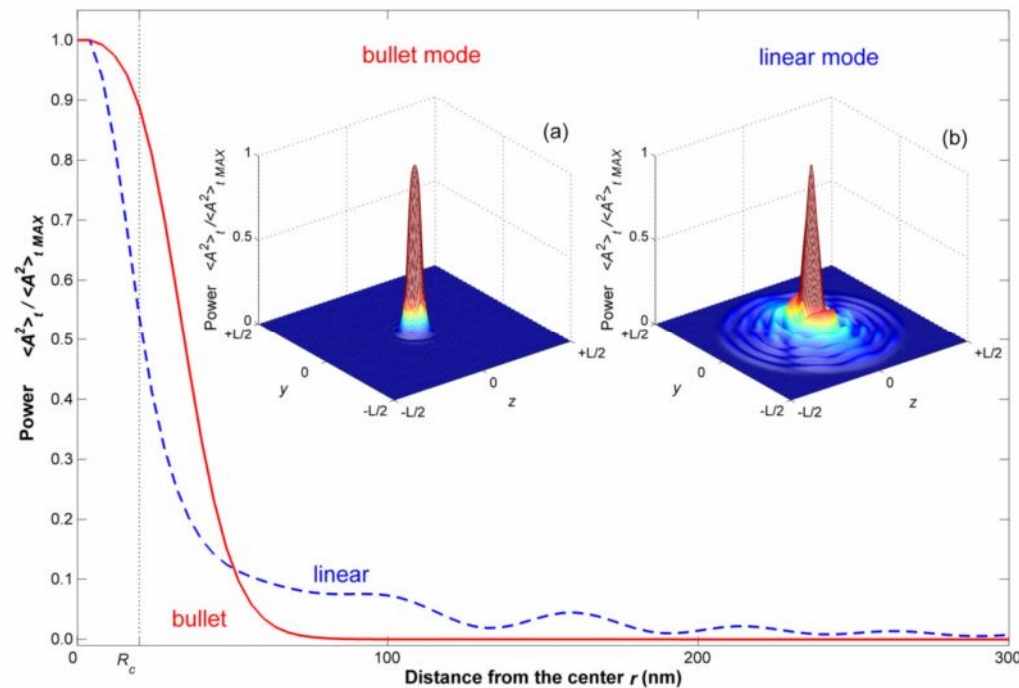 1.0
0.9
0.8
0.7
0.6
0.5
0.4
0.3
0.2
0.1
0.0
Power <A²>t / <A²>t MAX
bullet mode
linear mode
(a)
1
0.5
0
Power <A²>t /<A²>t MAX
+L/2
0
-L/2
y
-L/2
0
+L/2
z
(b)
1
0.5
0
Power <A²>t /<A²>t MAX
+L/2
0
-L/2
y
-L/2
0
+L/2
z
linear
bullet
0
Rc
100
200
300
Distance from the center r (nm)